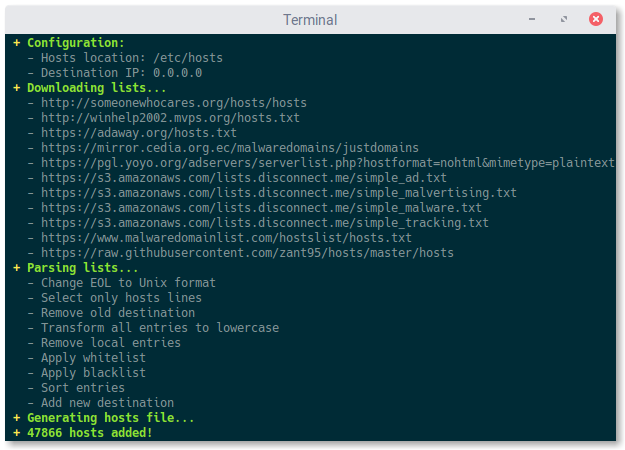 Terminal
+ Configuration:
- Hosts location: /etc/hosts
- Destination IP: 0.0.0.0
+ Downloading lists...
- http://someonewhocares.org/hosts/hosts
- http://winhelp2002.mvps.org/hosts.txt
- https://adaway.org/hosts.txt
- https://mirror.cedia.org.ec/malwaredomains/justdomains
- https://pgl.yoyo.org/adservers/serverlist.php?hostformat=nohtml&mimetype=plaintext
- https://s3.amazonaws.com/lists.disconnect.me/simple_ad.txt
- https://s3.amazonaws.com/lists.disconnect.me/simple_malvertising.txt
- https://s3.amazonaws.com/lists.disconnect.me/simple_malware.txt
- https://s3.amazonaws.com/lists.disconnect.me/simple_tracking.txt
- https://www.malwaredomainlist.com/hostslist/hosts.txt
- https://raw.githubusercontent.com/zant95/hosts/master/hosts
+ Parsing lists...
- Change EOL to Unix format
- Select only hosts lines
- Remove old destination
- Transform all entries to lowercase
- Remove local entries
- Apply whitelist
- Apply blacklist
- Sort entries
- Add new destination
+ Generating hosts file...
+ 47866 hosts added!